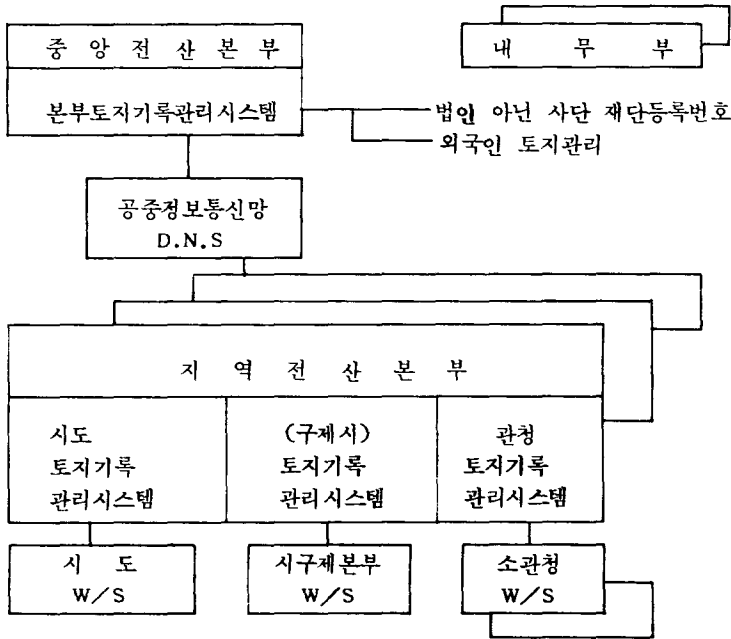 중 앙 전 산 본 부
내 무 부
본부토지기록관리시스템
법인 아닌 사단 재단등록번호
외국인 토지관리
공중정보통신망
D.N.S
지 역 전 산 본 부
시도
토지기록
관리시스템
(구제시)
토지기록
관리시스템
관청
토지기록
관리시스템
시 도
W/S
시구제본부
W/S
소관청
W/S